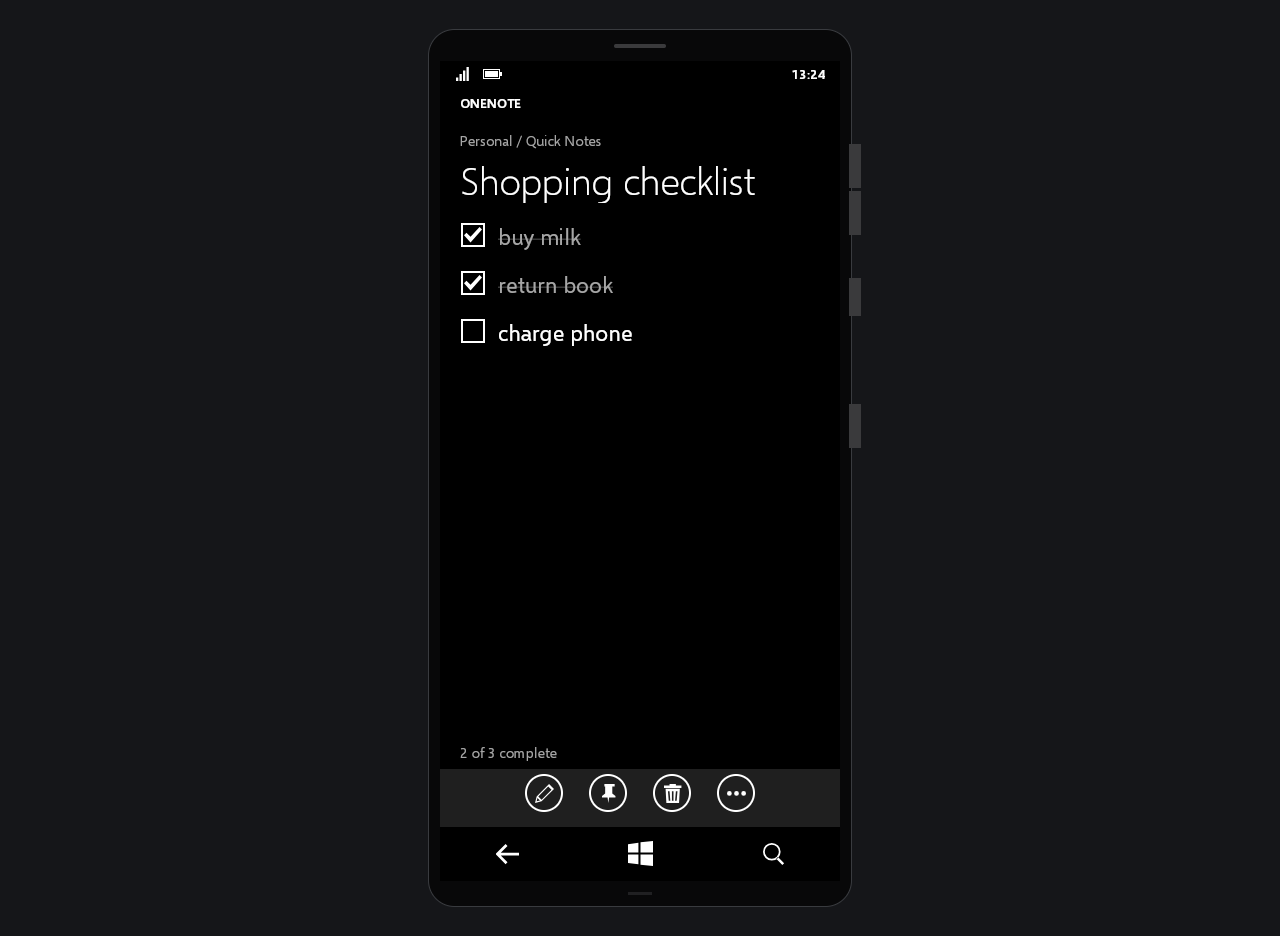 13:24
ONENOTE
Personal / Quick Notes
Shopping checklist
buy milk
return book
charge phone
2 of 3 complete